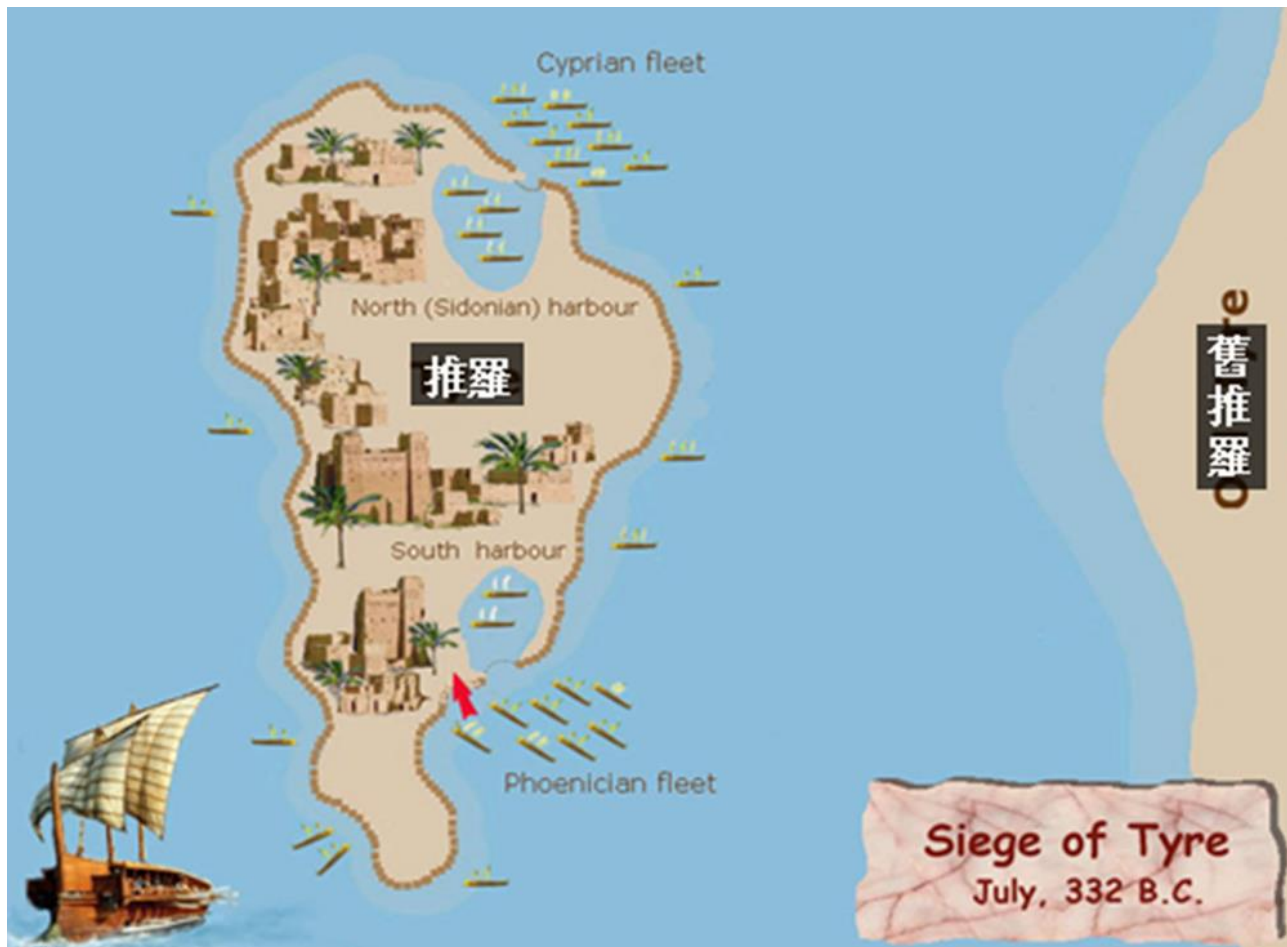 Cyprian fleet
North (Sidonian) harbour
推羅
舊推羅
South harbour
Phoenician fleet
Siege of Tyre
July, 332 B.C.